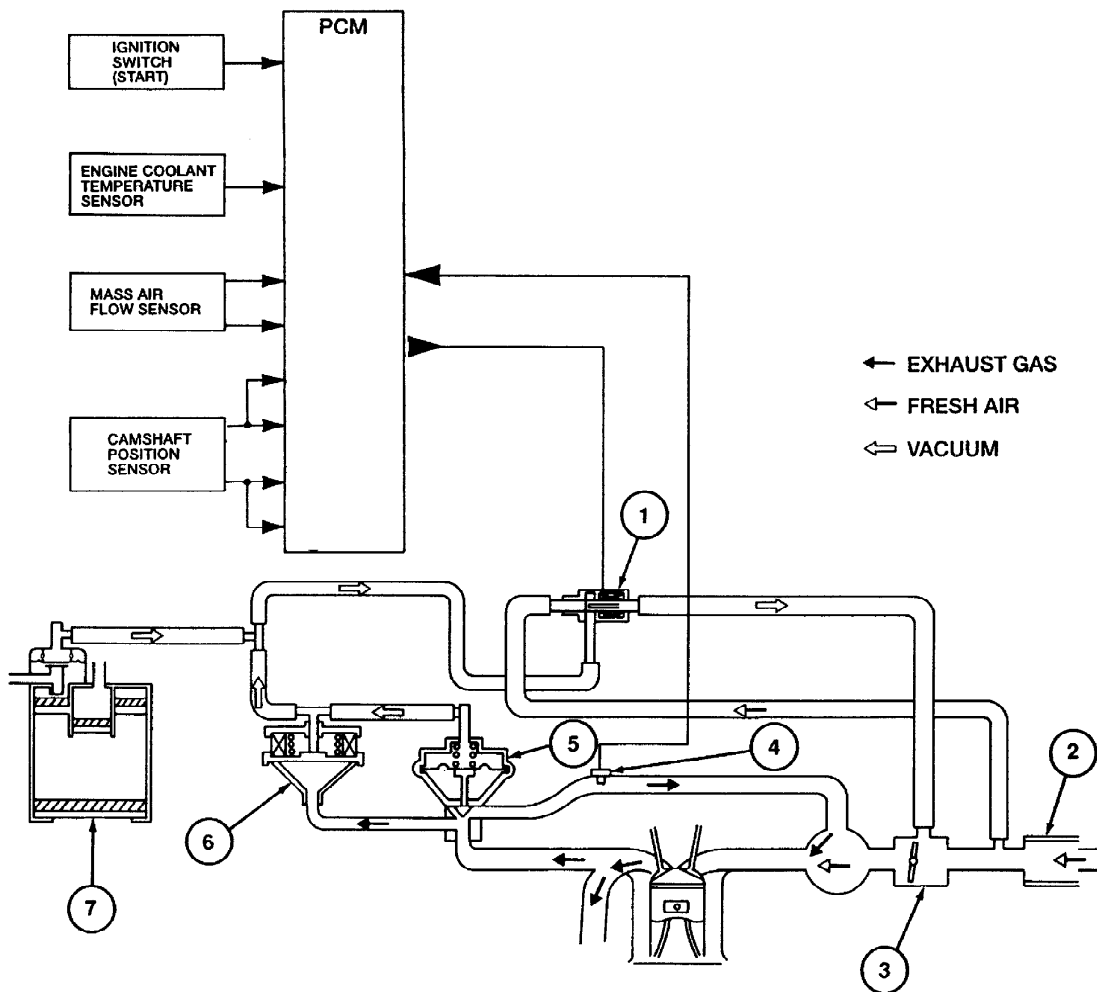 PCM
IGNITION
SWITCH
(START)
ENGINE COOLANT
TEMPERATURE
SENSOR
MASS AIR
FLOW SENSOR
CAMSHAFT
POSITION
SENSOR
EXHAUST GAS
FRESH AIR
VACUUM
1
2
3
4
5
6
7